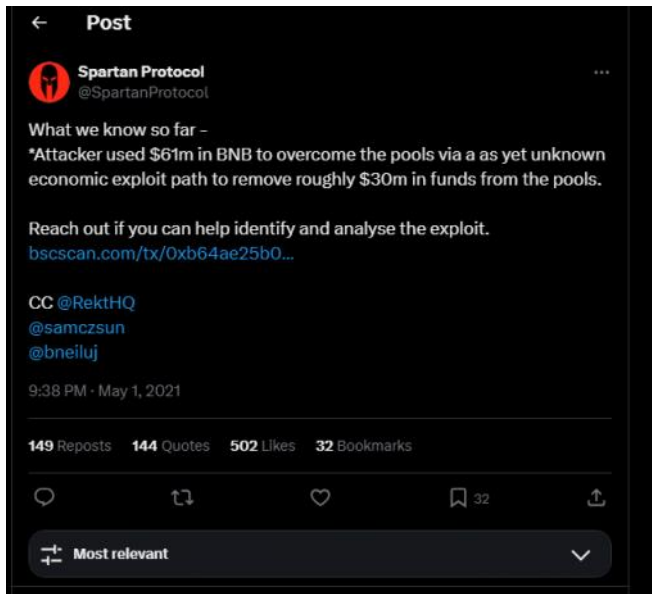 Post
Spartan Protocol
@SpartanProtocol
What we know so far -
*Attacker used $61m in BNB to overcome the pools via a as yet unknown
economic exploit path to remove roughly $30m in funds from the pools.
Reach out if you can help identify and analyse the exploit.
bscscan.com/tx/0xb64ae25b0...
CC @RektHQ
@samczsun
@bneiluj
9:38 PM · May 1, 2021
149 Reposts 144 Quotes 502 Likes 32 Bookmarks
32
Most relevant